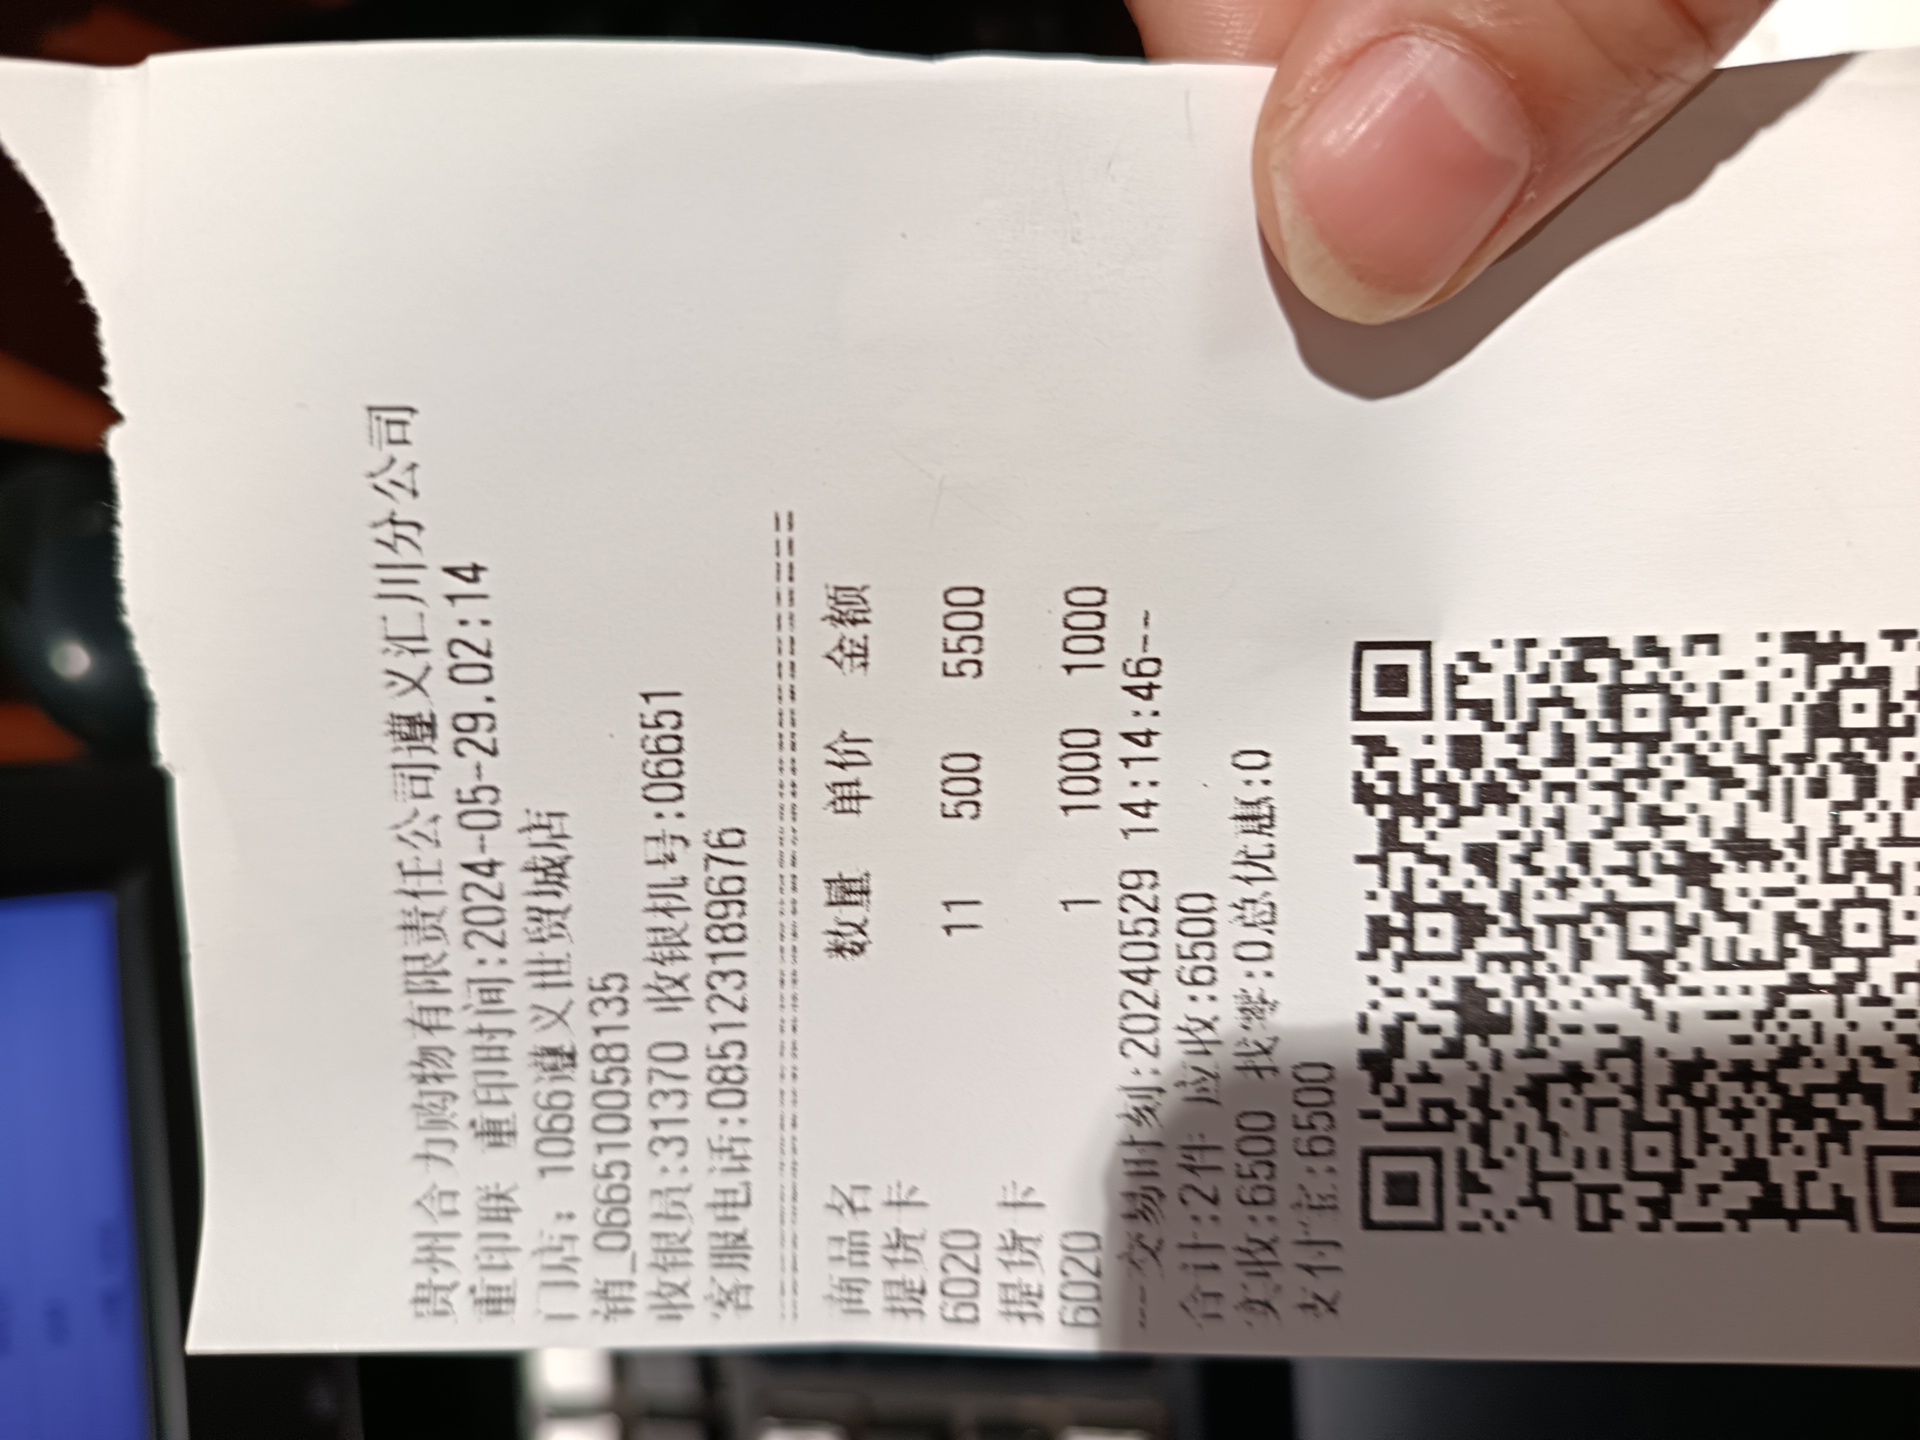 贵州合力购物有限责任公司遵义汇川分公司
重印联 重印时间:2024-05-29.02:14
门店: 1066遵义世贸城店
销_0665100058135
收银员:31370 收银机号:06651
客服电话:085123189676
================================
商品名 数量 单价 金额
提货卡
6020 11 500 5500
提货卡
6020 1 1000 1000
--交易时刻:20240529 14:14:46--
合计:2件 应收:6500
实收:6500 找零:0总优惠:0
支付宝:6500